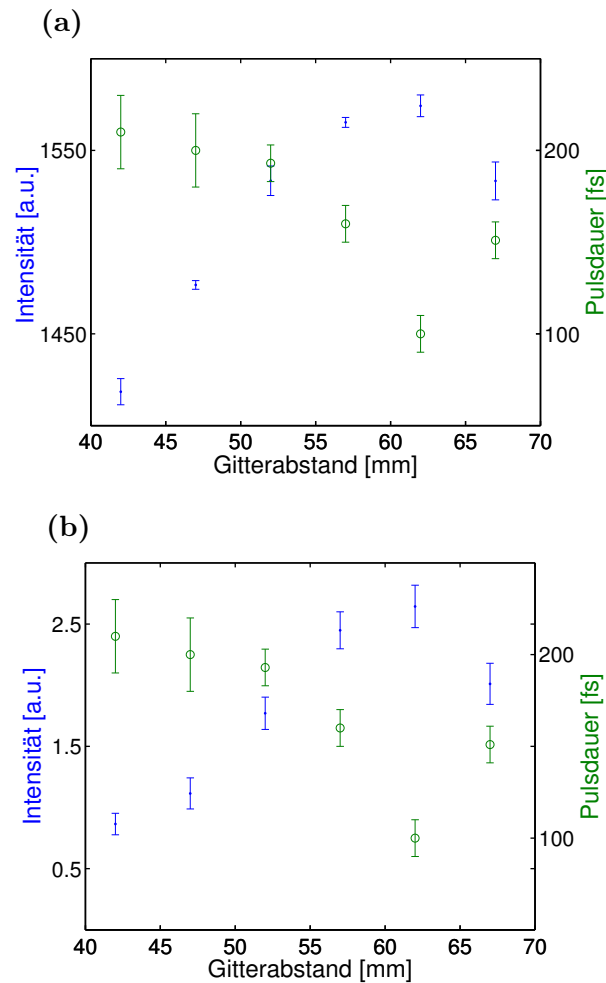 (a)
Intensität [a.u.]
1550
1450
200
100
Pulsdauer [fs]
40 45 50 55 60 65 70
Gitterabstand [mm]
(b)
Intensität [a.u.]
2.5
1.5
0.5
200
100
Pulsdauer [fs]
40 45 50 55 60 65 70
Gitterabstand [mm]